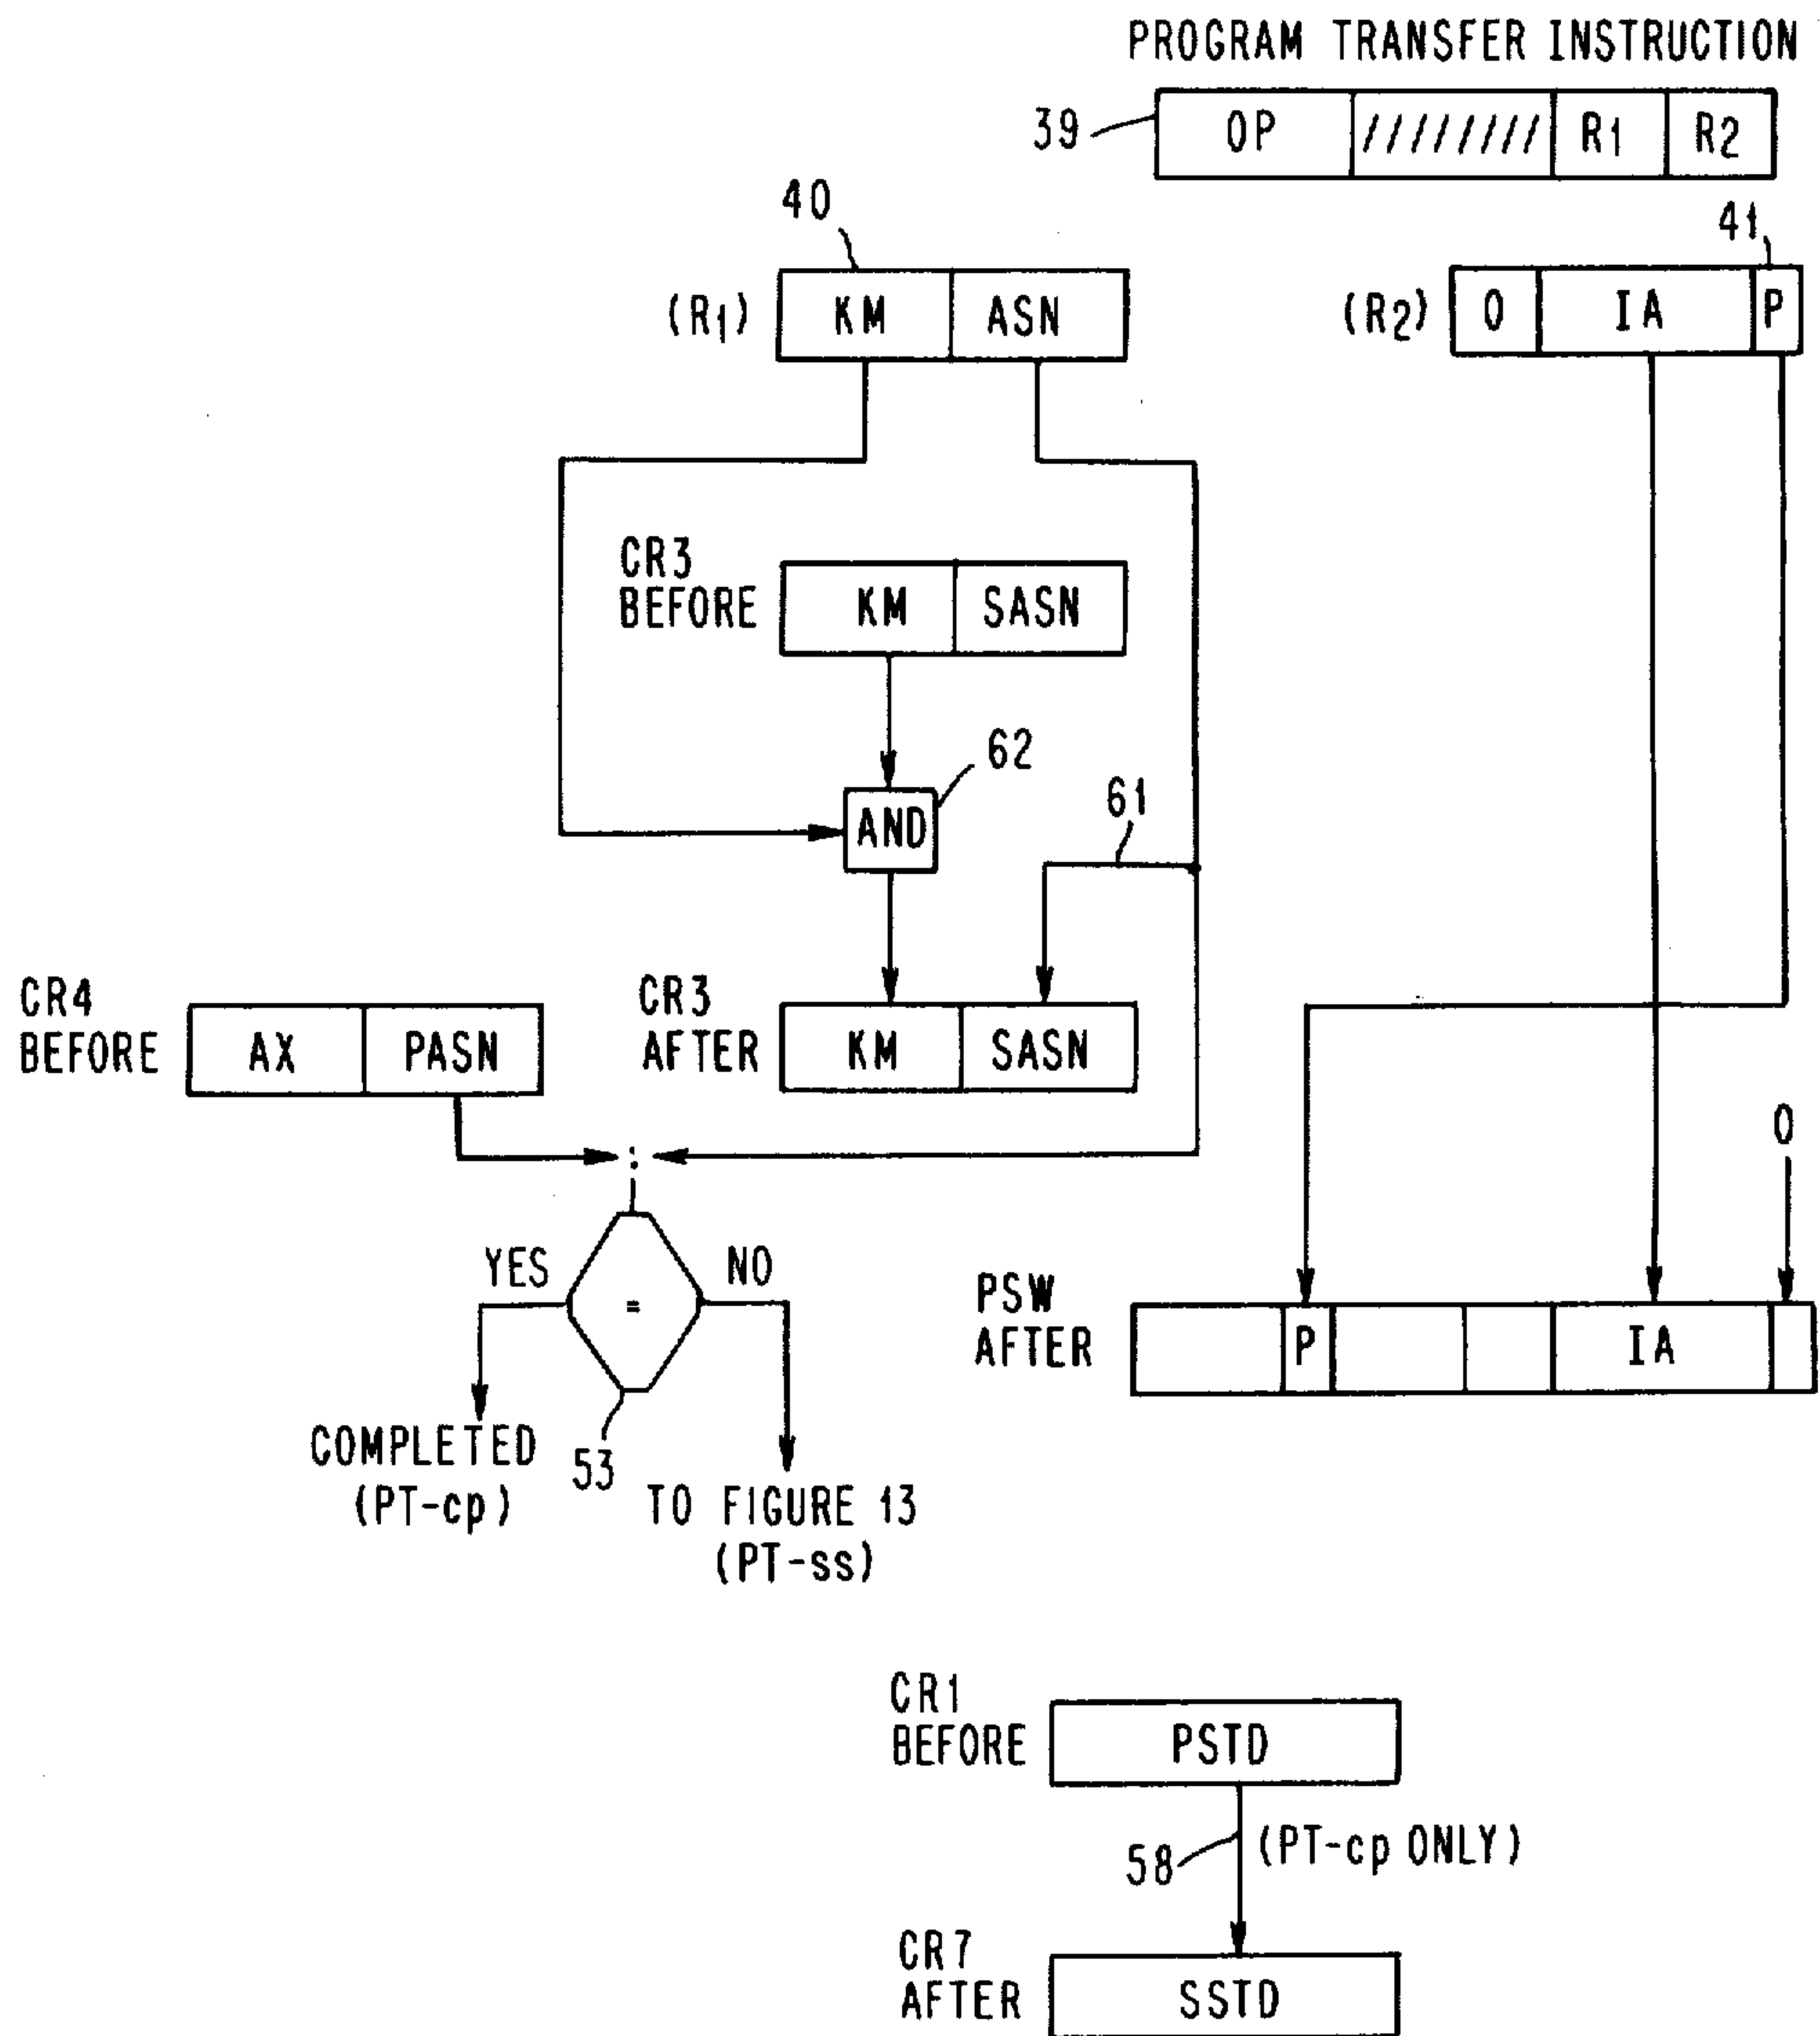 PROGRAM TRANSFER INSTRUCTION
39 OP //////// R1 R2
40
41
(R1) KM ASN
(R2) 0 IA P
CR3
BEFORE
KM SASN
62
AND
61
CR4
BEFORE
AX PASN
CR3
AFTER
KM SASN
0
:
YES = NO
PSW
AFTER
P IA
COMPLETED
(PT-cp)
53
TO FIGURE 13
(PT-ss)
CR1
BEFORE
PSTD
58 (PT-cp ONLY)
CR7
AFTER
SSTD